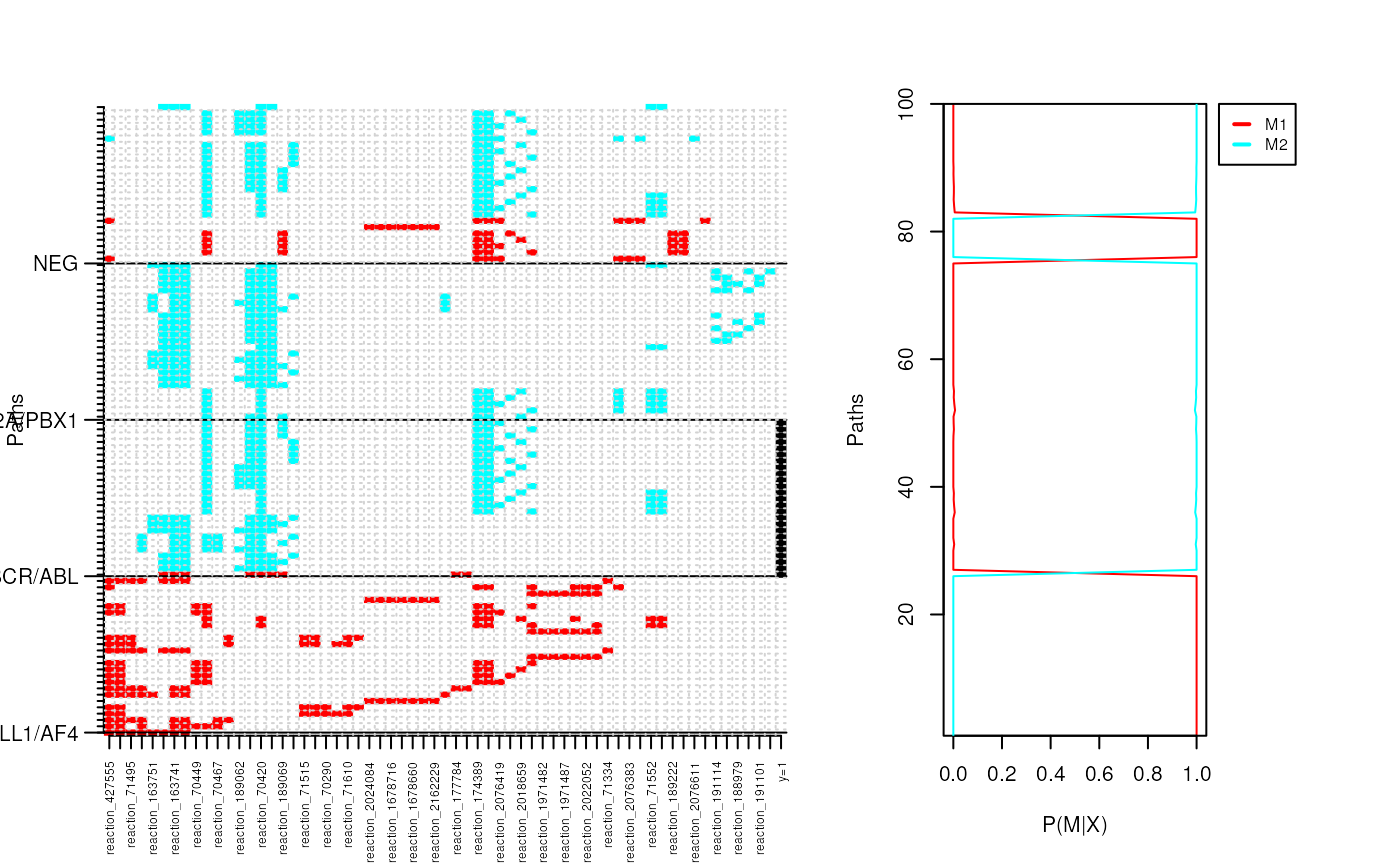 NEG
2A/PBX1
BCR/ABL
LL1/AF4
Paths
reaction_427555
reaction_71495
reaction_163751
reaction_163741
reaction_70449
reaction_70467
reaction_189062
reaction_70420
reaction_189069
reaction_71515
reaction_70290
reaction_71610
reaction_2024084
reaction_1678716
reaction_1678660
reaction_2162229
reaction_177784
reaction_174389
reaction_2076419
reaction_2018659
reaction_1971482
reaction_1971487
reaction_2022052
reaction_71334
reaction_2076383
reaction_71552
reaction_189222
reaction_2076611
reaction_191114
reaction_188979
reaction_191101
y=1
Paths
100
80
60
40
20
0.0 0.2 0.4 0.6 0.8 1.0
P(M|X)
M1
M2